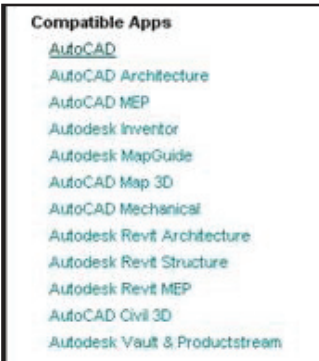 Compatible Apps
AutoCAD
AutoCAD Architecture
AutoCAD MEP
Autodesk Inventor
Autodesk MapGuide
AutoCAD Map 3D
AutoCAD Mechanical
Autodesk Revit Architecture
Autodesk Revit Structure
Autodesk Revit MEP
AutoCAD Civil 3D
Autodesk Vault & Productstream